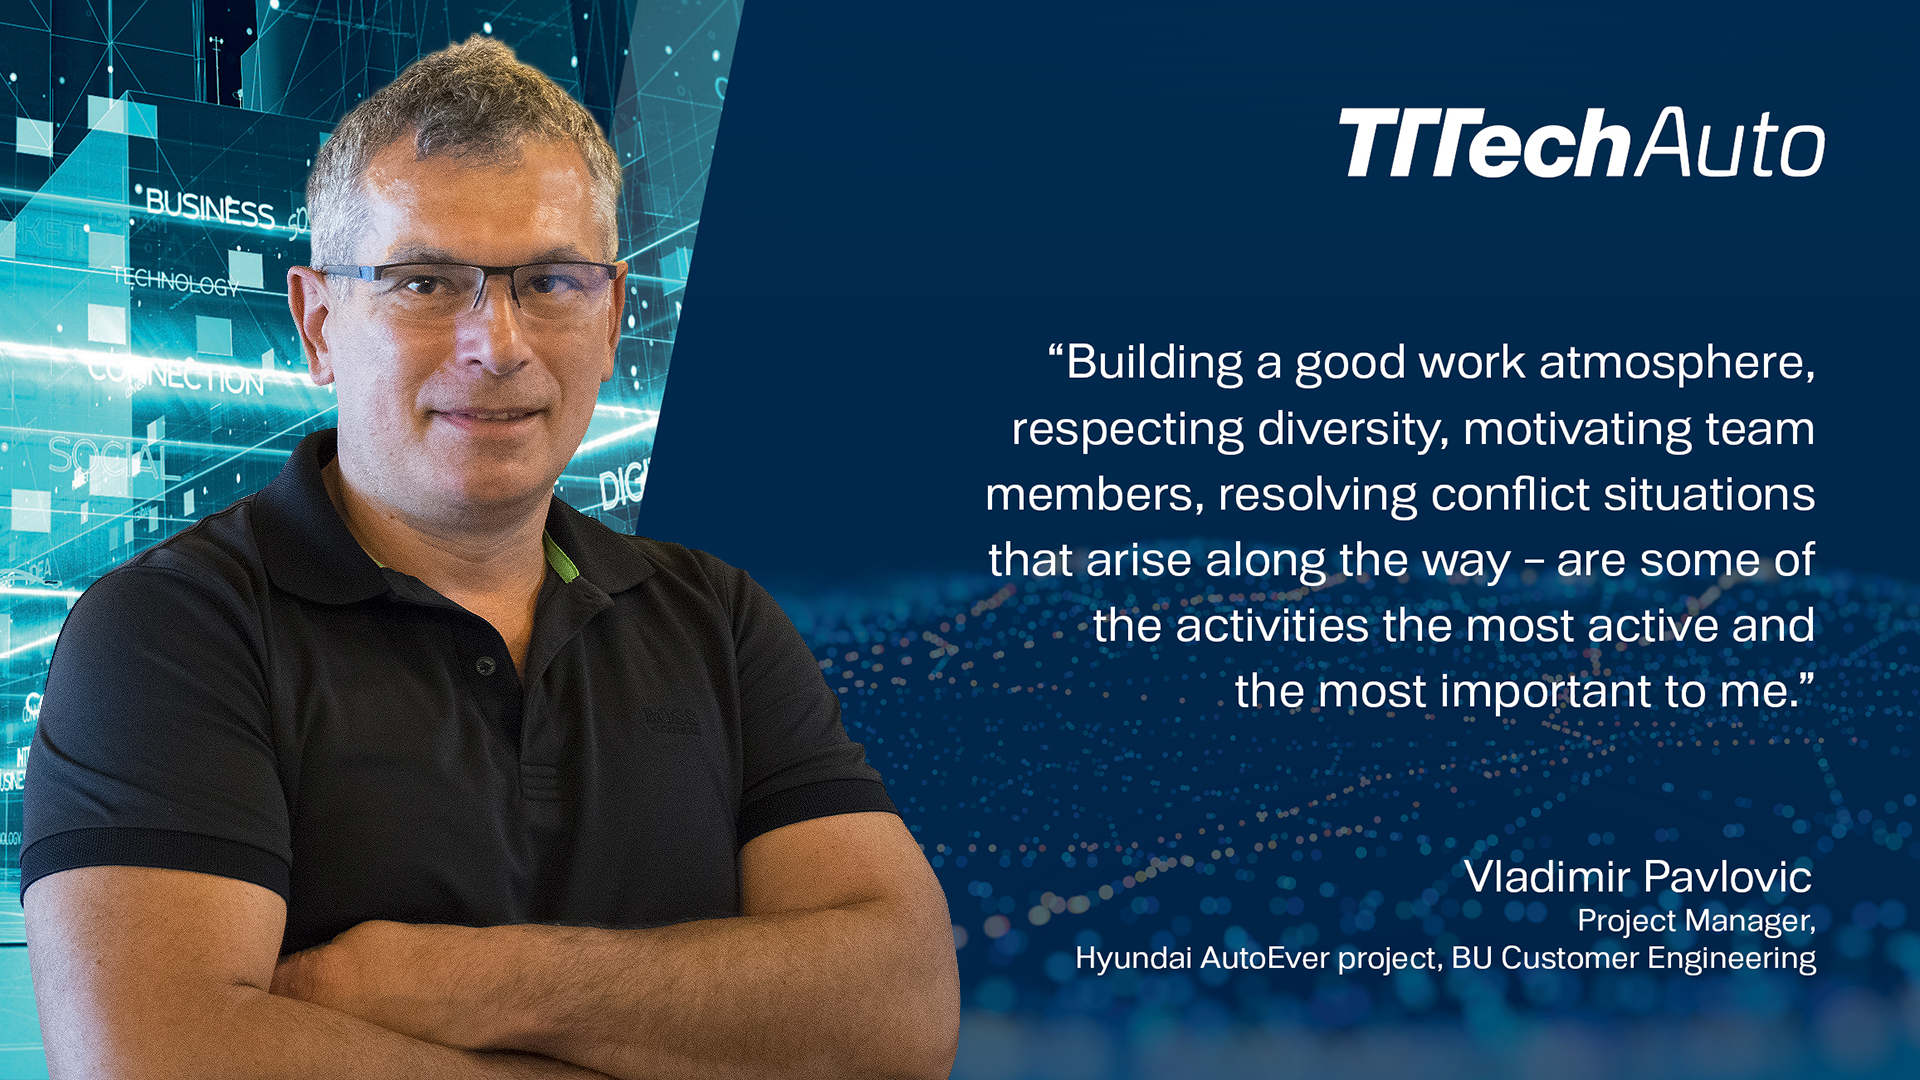 TTTechAuto
BUSINESS
TECHNOLOGY
CONNECTION
SOCIAL
“Building a good work atmosphere,
respecting diversity, motivating team
members, resolving conflict situations
that arise along the way – are some of
the activities the most active and
the most important to me.”
BOSS
Vladimir Pavlovic
Project Manager,
Hyundai AutoEver project, BU Customer Engineering